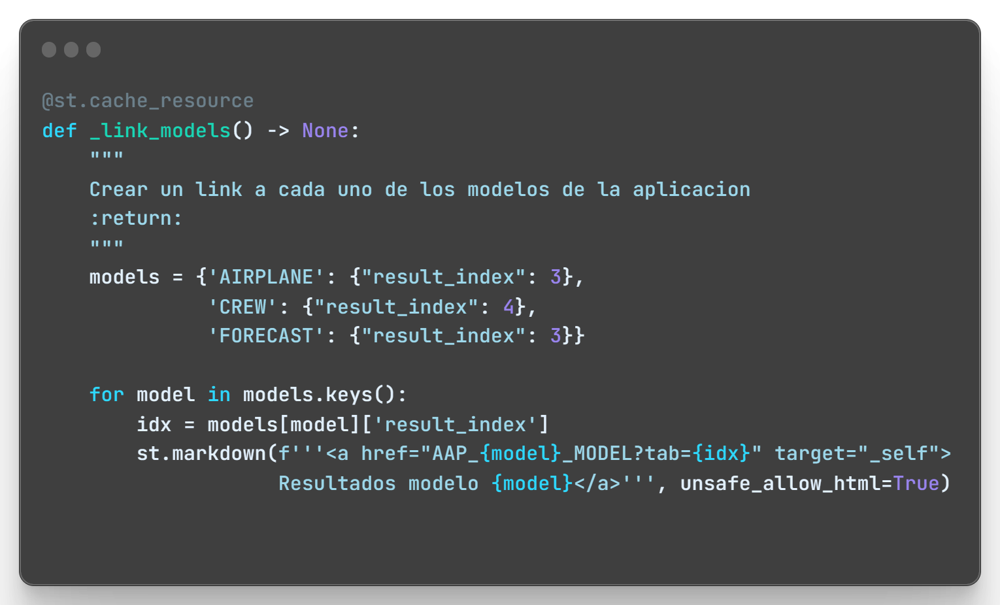 @st.cache_resource
def _link_models() -> None:
    """
    Crear un link a cada uno de los modelos de la aplicacion
    :return:
    """
    models = {'AIRPLANE': {"result_index": 3},
              'CREW': {"result_index": 4},
              'FORECAST': {"result_index": 3}}

    for model in models.keys():
        idx = models[model]['result_index']
        st.markdown(f'''<a href="AAP_{model}_MODEL?tab={idx}" target="_self">
                    Resultados modelo {model}</a>''', unsafe_allow_html=True)